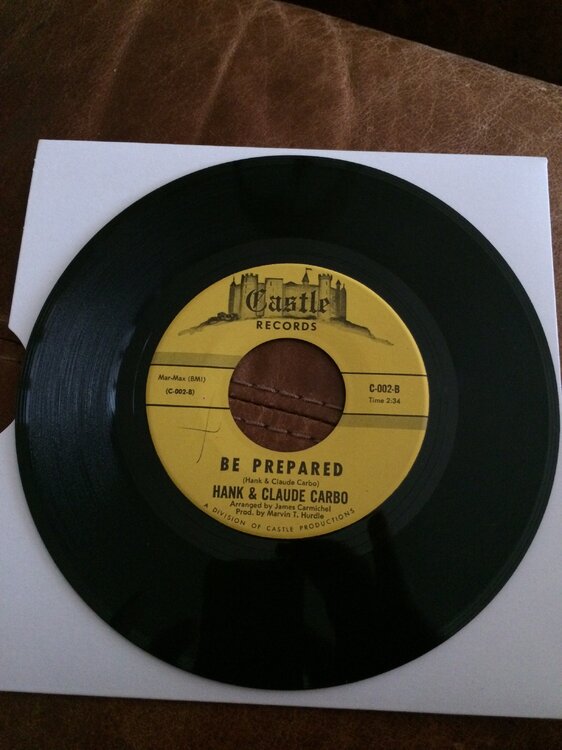 Castle
RECORDS
Mar-Max (BMI)
(C-002-B)
C-002-B
Time 2:34
BE PREPARED
(Hank & Claude Carbo)
HANK & CLAUDE CARBO
Arranged by James Carmichel
Prod. by Marvin T. Hurdle
A DIVISION OF CASTLE PRODUCTIONS